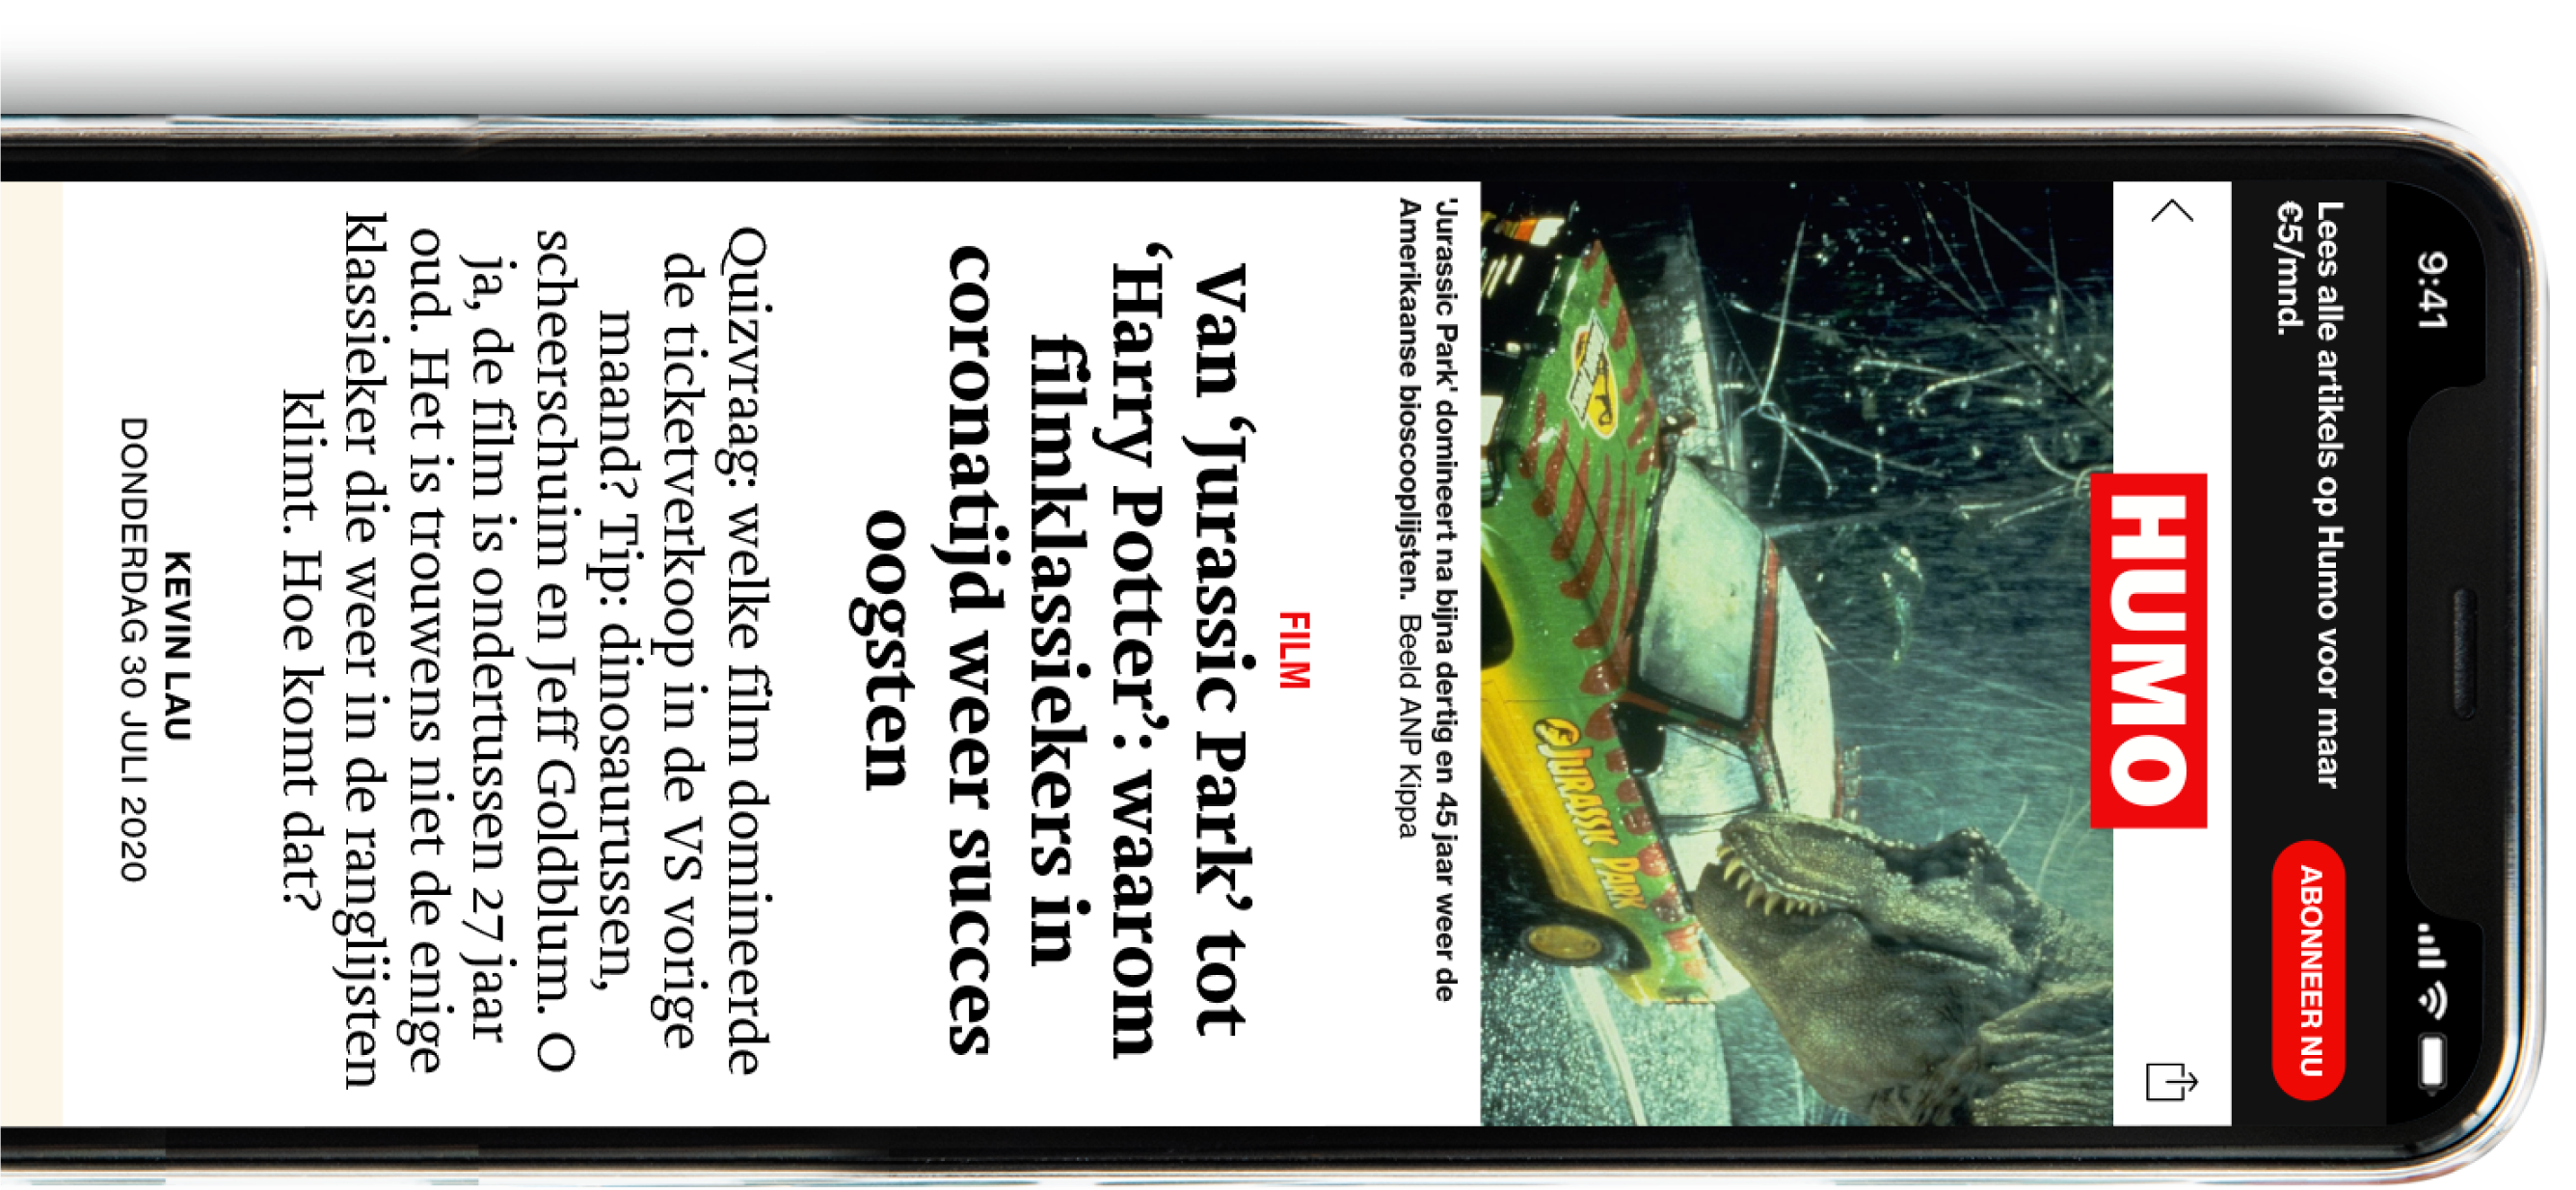 9:41
Lees alle artikels op Humo voor maar
€5/mnd.
ABONNEER NU
HUMO
JURASSIC PARK
'Jurassic Park' domineert na bijna dertig en 45 jaar weer de
Amerikaanse bioscooplijsten. Beeld ANP Kippa
FILM
Van ‘Jurassic Park’ tot
‘Harry Potter’: waarom
filmklassiekers in
coronatijd weer succes
oogsten
Quizvraag: welke film domineerde
de ticketverkoop in de VS vorige
maand? Tip: dinosaurussen,
scheerschuim en Jeff Goldblum. O
ja, de film is ondertussen 27 jaar
oud. Het is trouwens niet de enige
klassieker die weer in de ranglijsten
klimt. Hoe komt dat?
KEVIN LAU
DONDERDAG 30 JULI 2020